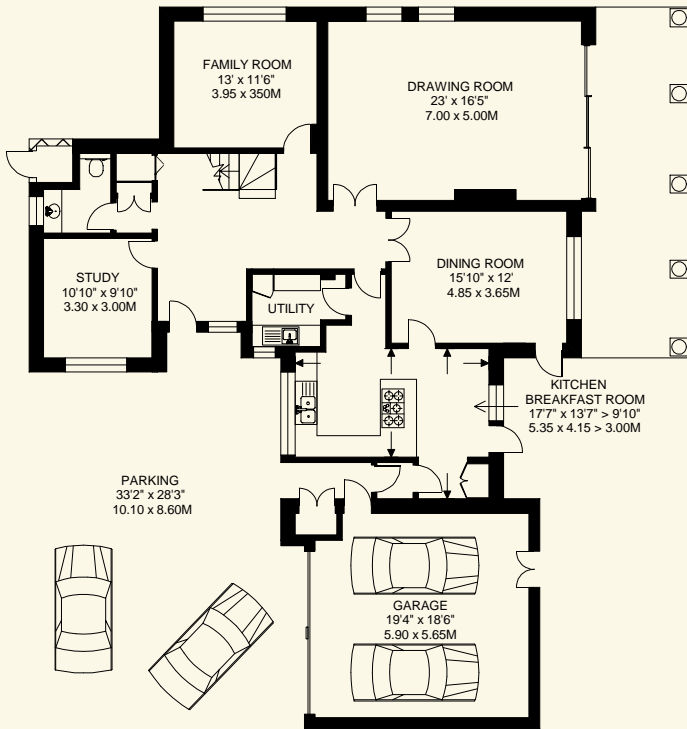 FAMILY ROOM
13' x 11'6"
3.95 x 350M
DRAWING ROOM
23' x 16'5"
7.00 x 5.00M
STUDY
10'10" x 9'10"
3.30 x 3.00M
UTILITY
DINING ROOM
15'10" x 12'
4.85 x 3.65M
KITCHEN
BREAKFAST ROOM
17'7" x 13'7" > 9'10"
5.35 x 4.15 > 3.00M
PARKING
33'2" x 28'3"
10.10 x 8.60M
GARAGE
19'4" x 18'6"
5.90 x 5.65M